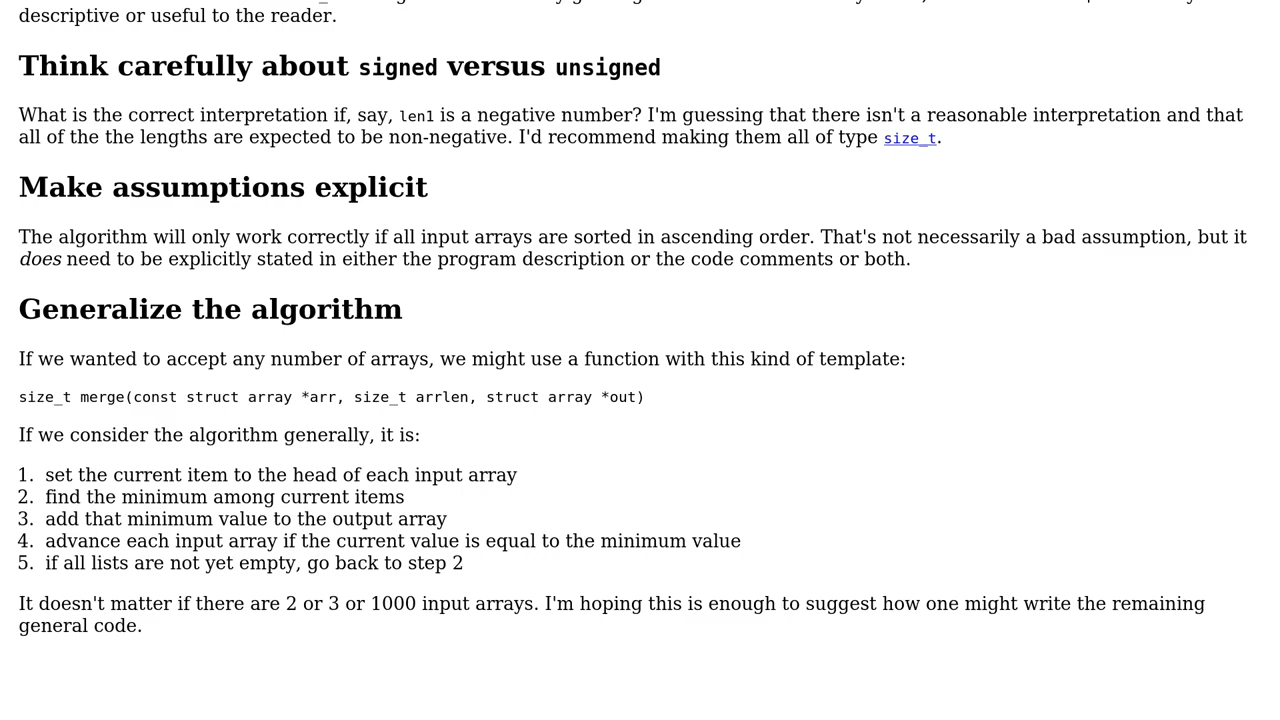 descriptive or useful to the reader.
Think carefully about signed versus unsigned
What is the correct interpretation if, say, len1 is a negative number? I'm guessing that there isn't a reasonable interpretation and that
all of the the lengths are expected to be non-negative. I'd recommend making them all of type size_t.
Make assumptions explicit
The algorithm will only work correctly if all input arrays are sorted in ascending order. That's not necessarily a bad assumption, but it
does need to be explicitly stated in either the program description or the code comments or both.
Generalize the algorithm
If we wanted to accept any number of arrays, we might use a function with this kind of template:
size_t merge(const struct array *arr, size_t arrlen, struct array *out)
If we consider the algorithm generally, it is:
1. set the current item to the head of each input array
2. find the minimum among current items
3. add that minimum value to the output array
4. advance each input array if the current value is equal to the minimum value
5. if all lists are not yet empty, go back to step 2
It doesn't matter if there are 2 or 3 or 1000 input arrays. I'm hoping this is enough to suggest how one might write the remaining
general code.